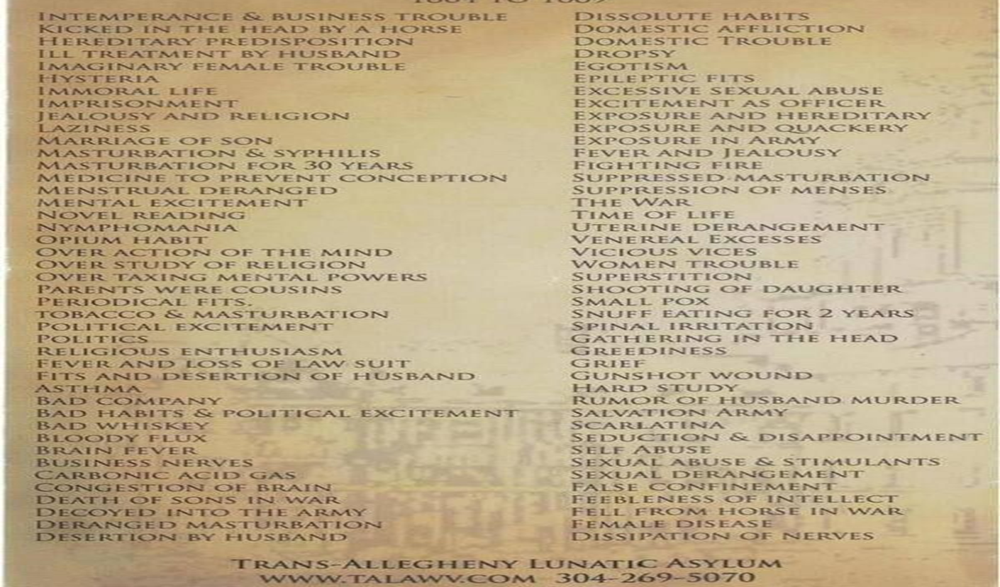 INTEMPERANCE & BUSINESS TROUBLE
KICKED IN THE HEAD BY A HORSE
HEREDITARY PREDISPOSITION
ILL TREATMENT BY HUSBAND
IMAGINARY FEMALE TROUBLE
HYSTERIA
IMMORAL LIFE
IMPRISONMENT
JEALOUSY AND RELIGION
LAZINESS
MARRIAGE OF SON
MASTURBATION & SYPHILIS
MASTURBATION FOR 30 YEARS
MEDICINE TO PREVENT CONCEPTION
MENSTRUAL DERANGED
MENTAL EXCITEMENT
NOVEL READING
NYMPHOMANIA
OPIUM HABIT
OVER ACTION OF THE MIND
OVER STUDY OF RELIGION
OVER TAXING MENTAL POWERS
PARENTS WERE COUSINS
PERIODICAL FITS.
TOBACCO & MASTURBATION
POLITICAL EXCITEMENT
POLITICS
RELIGIOUS ENTHUSIASM
FEVER AND LOSS OF LAW SUIT
FITS AND DESERTION OF HUSBAND
ASTHMA
BAD COMPANY
BAD HABITS & POLITICAL EXCITEMENT
BAD WHISKEY
BLOODY FLUX
BRAIN FEVER
BUSINESS NERVES
CARBONIC ACID GAS
CONGESTION OF BRAIN
DEATH OF SONS IN WAR
DECOYED INTO THE ARMY
DERANGED MASTURBATION
DESERTION BY HUSBAND
DISSOLUTE HABITS
DOMESTIC AFFLICTION
DOMESTIC TROUBLE
DROPSY
EGOTISM
EPILEPTIC FITS
EXCESSIVE SEXUAL ABUSE
EXCITEMENT AS OFFICER
EXPOSURE AND HEREDITARY
EXPOSURE AND QUACKERY
EXPOSURE IN ARMY
FEVER AND JEALOUSY
FIGHTING FIRE
SUPPRESSED MASTURBATION
SUPPRESSION OF MENSES
THE WAR
TIME OF LIFE
UTERINE DERANGEMENT
VENEREAL EXCESSES
VICIOUS VICES
WOMEN TROUBLE
SUPERSTITION
SHOOTING OF DAUGHTER
SMALL POX
SNUFF EATING FOR 2 YEARS
SPINAL IRRITATION
GATHERING IN THE HEAD
GREEDINESS
GRIEF
GUNSHOT WOUND
HARD STUDY
RUMOR OF HUSBAND MURDER
SALVATION ARMY
SCARLATINA
SEDUCTION & DISAPPOINTMENT
SELF ABUSE
SEXUAL ABUSE & STIMULANTS
SEXUAL DERANGEMENT
FALSE CONFINEMENT
FEEBLENESS OF INTELLECT
FELL FROM HORSE IN WAR
FEMALE DISEASE
DISSIPATION OF NERVES
TRANS-ALLEGHENY LUNATIC ASYLUM
WWW.TALAWV.COM 304-269-5070